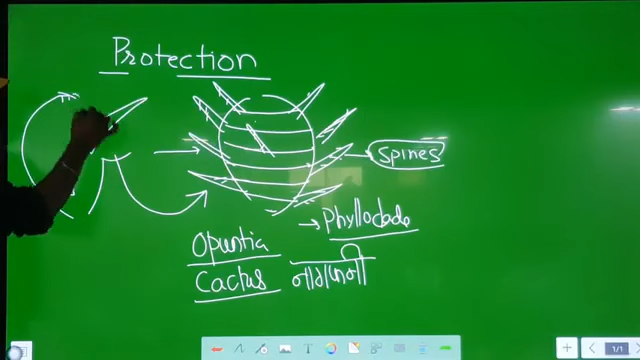 Protection
spines
→ Phylloclade
Opuntia
Cactus नागफनी
1/1